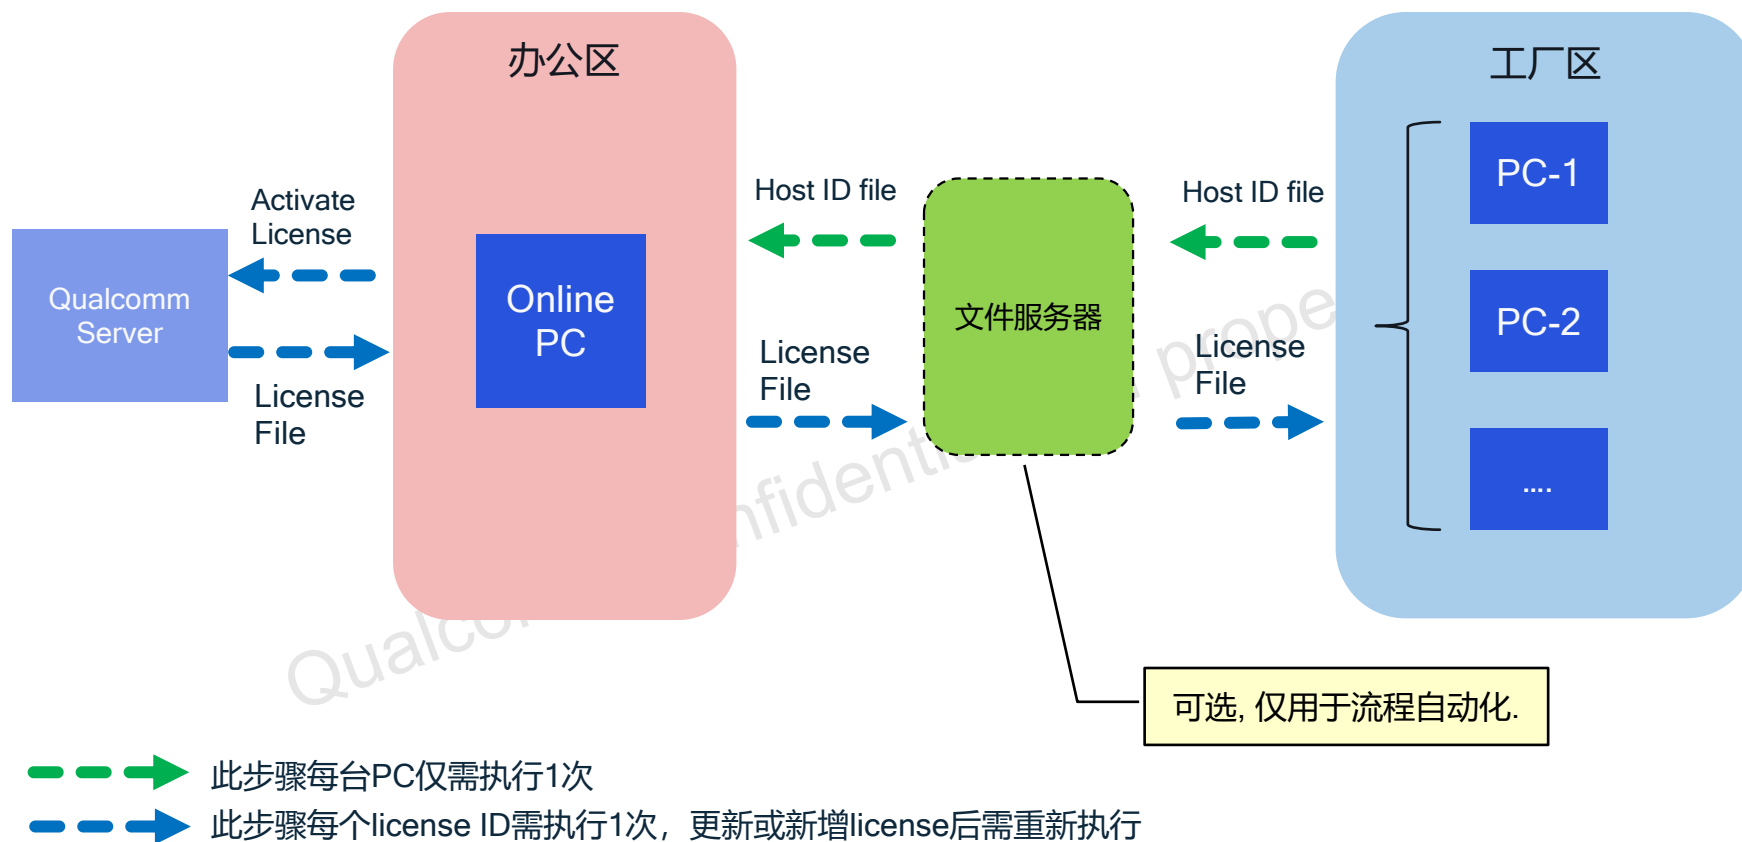 办公区
工厂区
Activate
License
Host ID file
Host ID file
PC-1
Qualcomm
Server
Online
PC
文件服务器
PC-2
License
File
License
File
License
File
....
可选, 仅用于流程自动化.
此步骤每台PC仅需执行1次
此步骤每个license ID需执行1次，更新或新增license后需重新执行